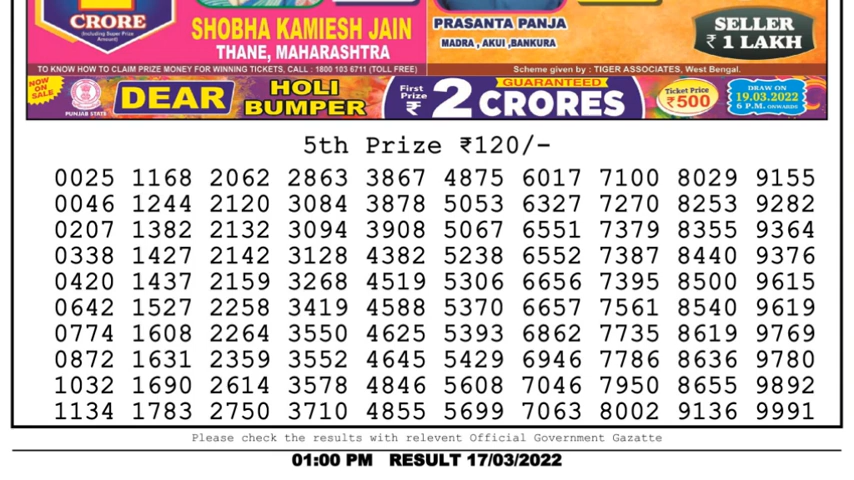 1
CRORE
(Including Super Prize Amount)
SHOBHA KAMIESH JAIN
THANE, MAHARASHTRA
PRASANTA PANJA
MADRA , AKUI ,BANKURA
SELLER
₹ 1 LAKH
TO KNOW HOW TO CLAIM PRIZE MONEY FOR WINNING TICKETS, CALL : 1800 103 6711 (TOLL FREE)
Scheme given by : TIGER ASSOCIATES, West Bengal.
NOW ON SALE
PUNJAB STATE
DEAR
HOLI
BUMPER
First Prize ₹
2 CRORES
GUARANTEED
Ticket Price
₹500
DRAW ON
19.03.2022
6 P.M. ONWARDS
5th Prize ₹120/-
0025 1168 2062 2863 3867 4875 6017 7100 8029 9155
0046 1244 2120 3084 3878 5053 6327 7270 8253 9282
0207 1382 2132 3094 3908 5067 6551 7379 8355 9364
0338 1427 2142 3128 4382 5238 6552 7387 8440 9376
0420 1437 2159 3268 4519 5306 6656 7395 8500 9615
0642 1527 2258 3419 4588 5370 6657 7561 8540 9619
0774 1608 2264 3550 4625 5393 6862 7735 8619 9769
0872 1631 2359 3552 4645 5429 6946 7786 8636 9780
1032 1690 2614 3578 4846 5608 7046 7950 8655 9892
1134 1783 2750 3710 4855 5699 7063 8002 9136 9991
Please check the results with relevent Official Government Gazatte
01:00 PM RESULT 17/03/2022